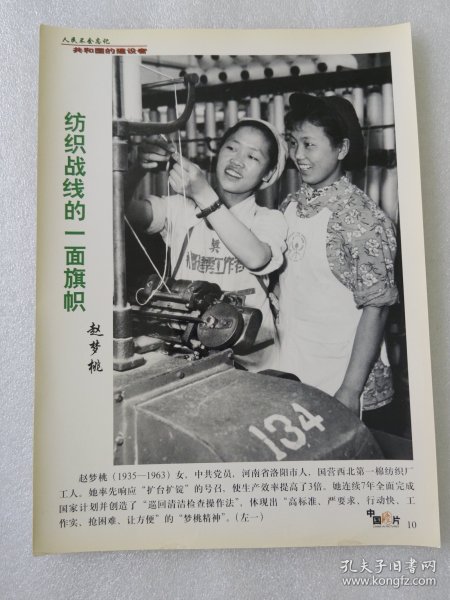 人民不会忘记
共和国的建设者
纺织战线的一面旗帜
赵梦桃
134
赵梦桃（1935—1963）女，中共党员，河南省洛阳市人，国营西北第一棉纺织厂
工人。她率先响应“扩台扩锭”的号召，使生产效率提高了3倍。她连续7年全面完成
国家计划并创造了“巡回清洁检查操作法”，体现出“高标准、严要求、行动快、工
作实、抢困难、让方便”的“梦桃精神”。（左一）
中国片
10
孔夫子旧书网